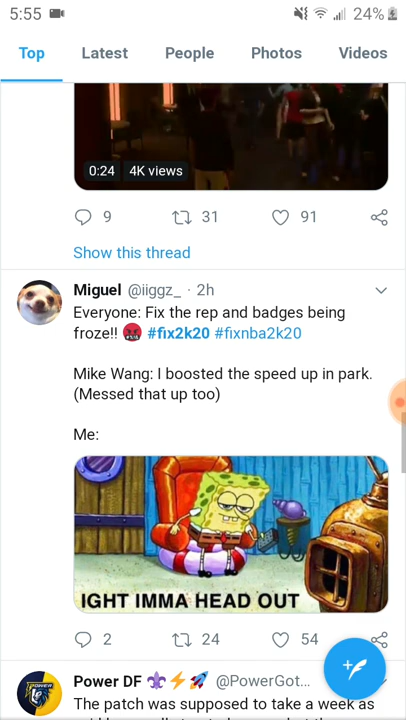 5:55 24%
Top Latest People Photos Videos
0:24 4K views
9 31 91
Show this thread
Miguel @iiggz_ · 2h
Everyone: Fix the rep and badges being
froze!! 🤬 #fix2k20 #fixnba2k20
Mike Wang: I boosted the speed up in park.
(Messed that up too)
Me:
IGHT IMMA HEAD OUT
2 24 54
Power DF ⚜️⚡🚀 @PowerGot...
The patch was supposed to take a week as